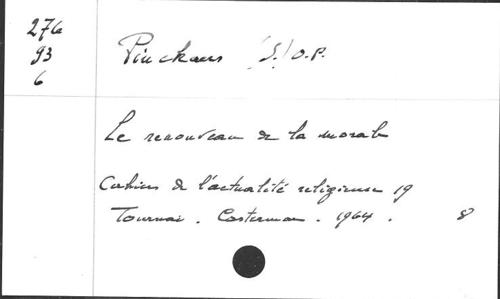 276
93
6
Pinckaers (S.) O.P.
Le renouveau de la morale
Cahiers de l'actualité religieuse 19
Tournai. Casterman. 1964. 8